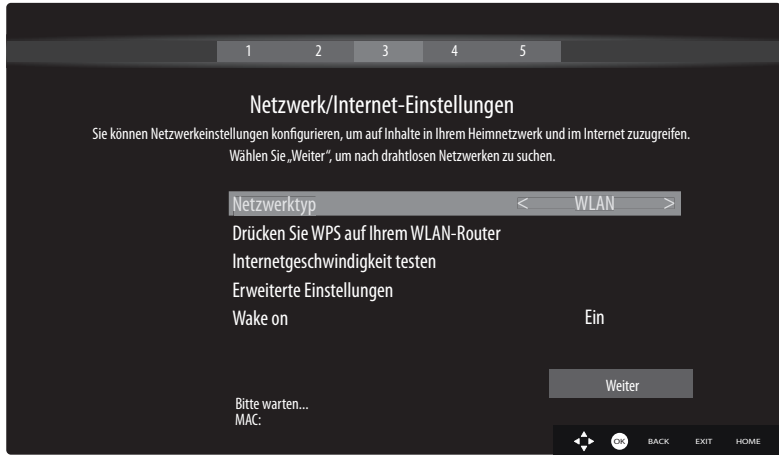 1 2 3 4 5
Netzwerk/Internet-Einstellungen
Sie können Netzwerkeinstellungen konfigurieren, um auf Inhalte in Ihrem Heimnetzwerk und im Internet zuzugreifen.
Wählen Sie „Weiter“, um nach drahtlosen Netzwerken zu suchen.
Netzwerktyp < WLAN >
Drücken Sie WPS auf Ihrem WLAN-Router
Internetgeschwindigkeit testen
Erweiterte Einstellungen
Wake on Ein
Weiter
Bitte warten...
MAC:
OK BACK EXIT HOME